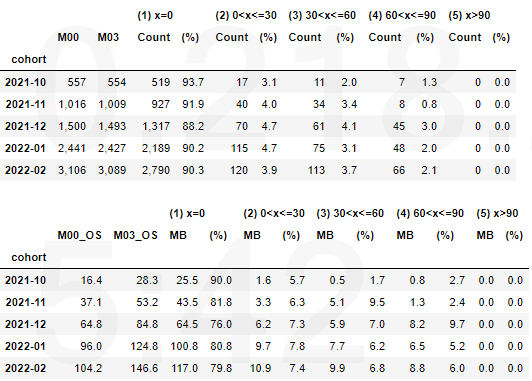 (1) x=0 (2) 0<x<=30 (3) 30<x<=60 (4) 60<x<=90 (5) x>90
M00 M03 Count (%) Count (%) Count (%) Count (%) Count (%)
cohort
2021-10 557 554 519 93.7 17 3.1 11 2.0 7 1.3 0 0.0
2021-11 1,016 1,009 927 91.9 40 4.0 34 3.4 8 0.8 0 0.0
2021-12 1,500 1,493 1,317 88.2 70 4.7 61 4.1 45 3.0 0 0.0
2022-01 2,441 2,427 2,189 90.2 115 4.7 75 3.1 48 2.0 0 0.0
2022-02 3,106 3,089 2,790 90.3 120 3.9 113 3.7 66 2.1 0 0.0
(1) x=0 (2) 0<x<=30 (3) 30<x<=60 (4) 60<x<=90 (5) x>90
M00_OS M03_OS MB (%) MB (%) MB (%) MB (%) MB (%)
cohort
2021-10 16.4 28.3 25.5 90.0 1.6 5.7 0.5 1.7 0.8 2.7 0.0 0.0
2021-11 37.1 53.2 43.5 81.8 3.3 6.3 5.1 9.5 1.3 2.4 0.0 0.0
2021-12 64.8 84.8 64.5 76.0 6.2 7.3 5.9 7.0 8.2 9.7 0.0 0.0
2022-01 96.0 124.8 100.8 80.8 9.7 7.8 7.7 6.2 6.5 5.2 0.0 0.0
2022-02 104.2 146.6 117.0 79.8 10.9 7.4 9.9 6.8 8.8 6.0 0.0 0.0